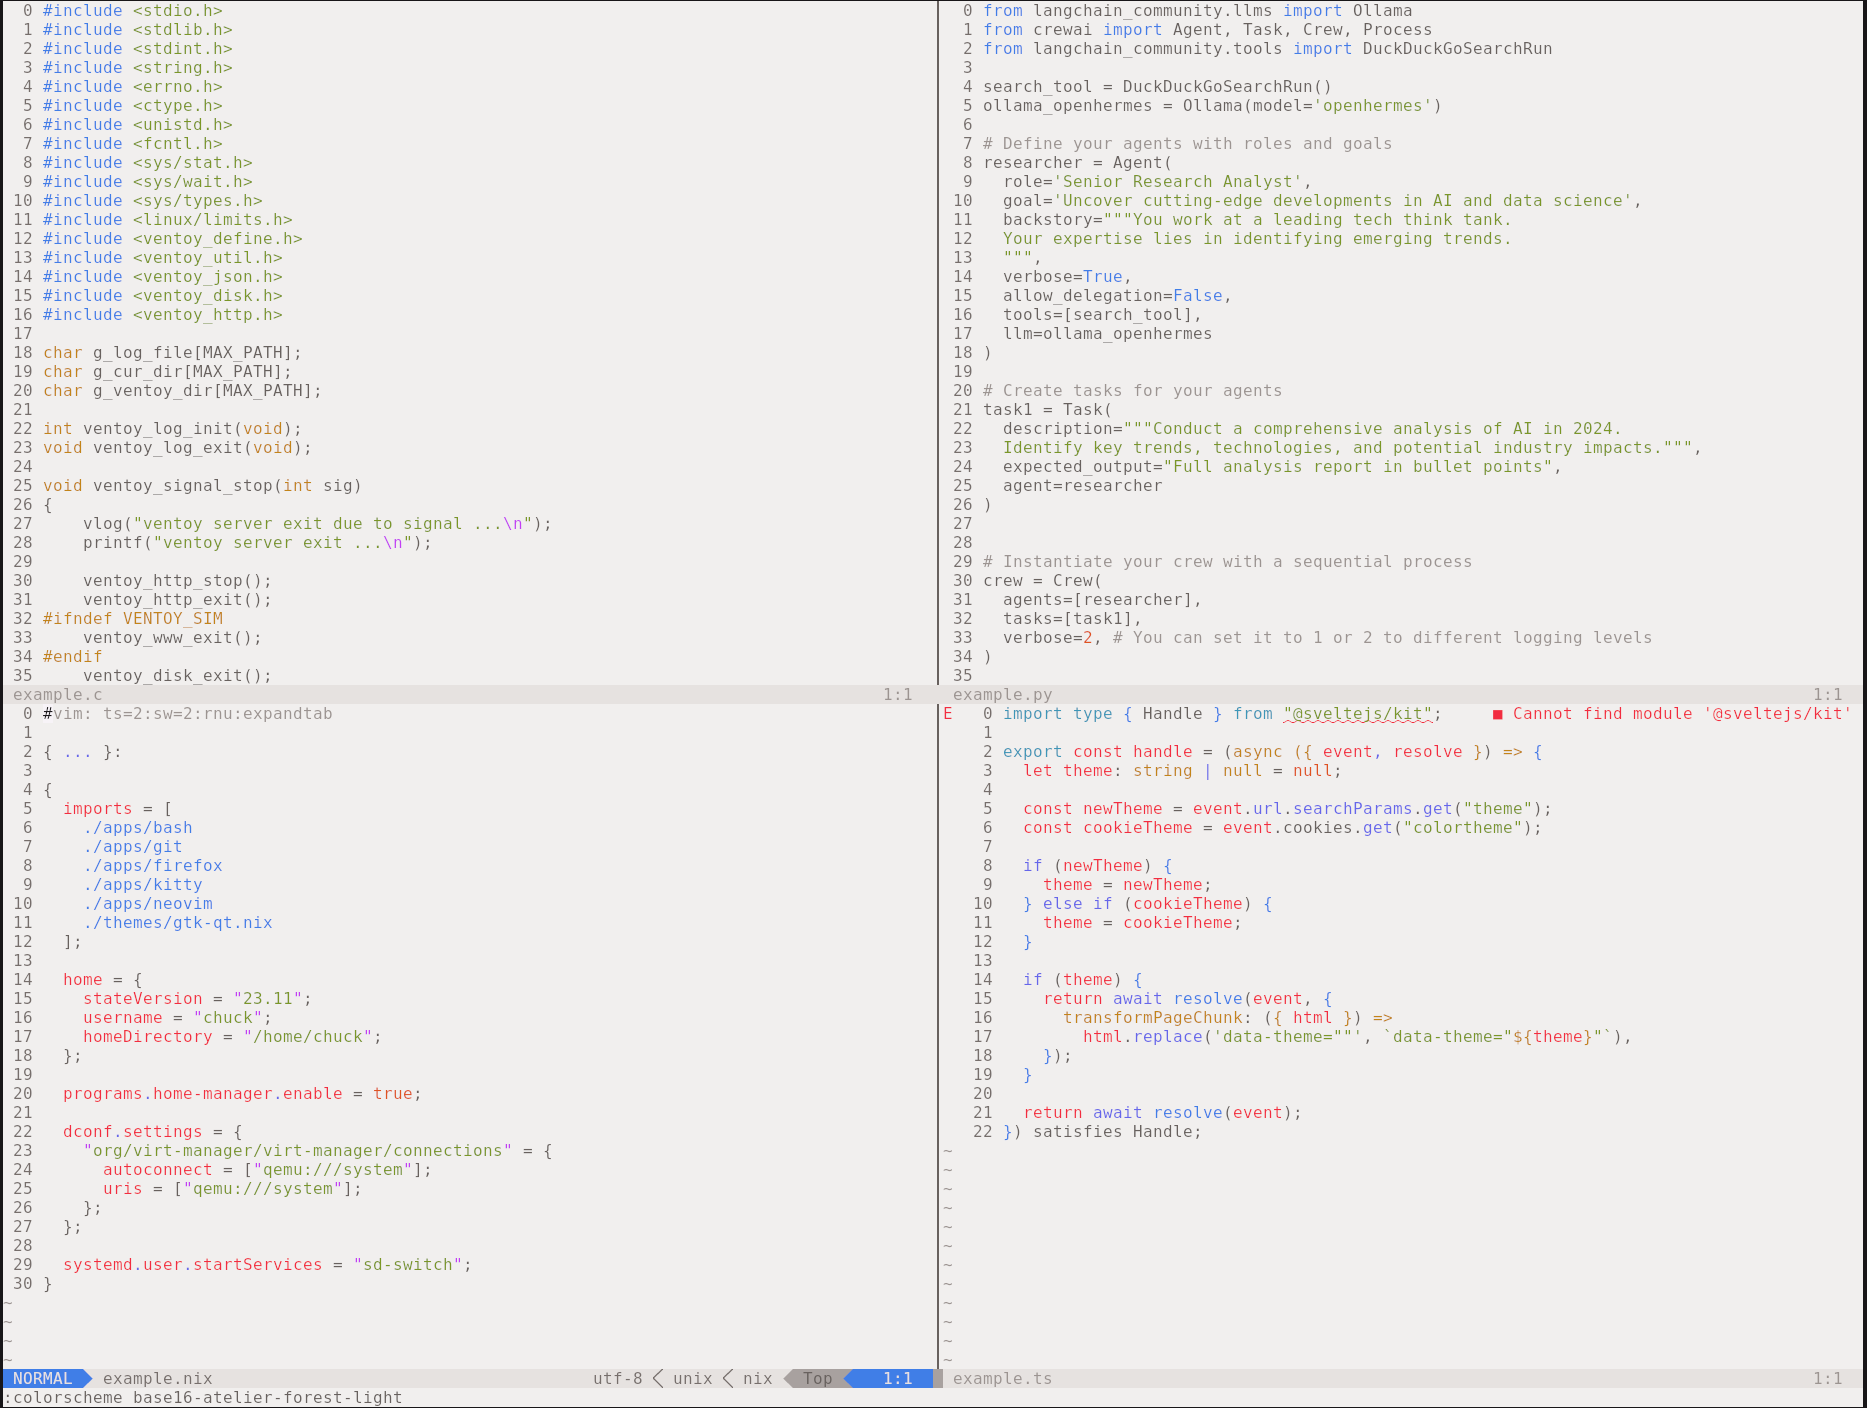 0 #include <stdio.h>
1 #include <stdlib.h>
2 #include <stdint.h>
3 #include <string.h>
4 #include <errno.h>
5 #include <ctype.h>
6 #include <unistd.h>
7 #include <fcntl.h>
8 #include <sys/stat.h>
9 #include <sys/wait.h>
10 #include <sys/types.h>
11 #include <linux/limits.h>
12 #include <ventoy_define.h>
13 #include <ventoy_util.h>
14 #include <ventoy_json.h>
15 #include <ventoy_disk.h>
16 #include <ventoy_http.h>
17
18 char g_log_file[MAX_PATH];
19 char g_cur_dir[MAX_PATH];
20 char g_ventoy_dir[MAX_PATH];
21
22 int ventoy_log_init(void);
23 void ventoy_log_exit(void);
24
25 void ventoy_signal_stop(int sig)
26 {
27     vlog("ventoy server exit due to signal ...\n");
28     printf("ventoy server exit ...\n");
29
30     ventoy_http_stop();
31     ventoy_http_exit();
32 #ifndef VENTOY_SIM
33     ventoy_www_exit();
34 #endif
35     ventoy_disk_exit();
example.c 1:1
0 from langchain_community.llms import Ollama
1 from crewai import Agent, Task, Crew, Process
2 from langchain_community.tools import DuckDuckGoSearchRun
3
4 search_tool = DuckDuckGoSearchRun()
5 ollama_openhermes = Ollama(model='openhermes')
6
7 # Define your agents with roles and goals
8 researcher = Agent(
9   role='Senior Research Analyst',
10   goal='Uncover cutting-edge developments in AI and data science',
11   backstory="""You work at a leading tech think tank.
12   Your expertise lies in identifying emerging trends.
13   """,
14   verbose=True,
15   allow_delegation=False,
16   tools=[search_tool],
17   llm=ollama_openhermes
18 )
19
20 # Create tasks for your agents
21 task1 = Task(
22   description="""Conduct a comprehensive analysis of AI in 2024.
23   Identify key trends, technologies, and potential industry impacts.""",
24   expected_output="Full analysis report in bullet points",
25   agent=researcher
26 )
27
28
29 # Instantiate your crew with a sequential process
30 crew = Crew(
31   agents=[researcher],
32   tasks=[task1],
33   verbose=2, # You can set it to 1 or 2 to different logging levels
34 )
35
example.py 1:1
0 #vim: ts=2:sw=2:rnu:expandtab
1
2 { ... }:
3
4 {
5   imports = [
6     ./apps/bash
7     ./apps/git
8     ./apps/firefox
9     ./apps/kitty
10     ./apps/neovim
11     ./themes/gtk-qt.nix
12   ];
13
14   home = {
15     stateVersion = "23.11";
16     username = "chuck";
17     homeDirectory = "/home/chuck";
18   };
19
20   programs.home-manager.enable = true;
21
22   dconf.settings = {
23     "org/virt-manager/virt-manager/connections" = {
24       autoconnect = ["qemu:///system"];
25       uris = ["qemu:///system"];
26     };
27   };
28
29   systemd.user.startServices = "sd-switch";
30 }
~
~
~
~
NORMAL example.nix utf-8 unix nix Top 1:1
E 0 import type { Handle } from "@sveltejs/kit"; ■ Cannot find module '@sveltejs/kit'
1
2 export const handle = (async ({ event, resolve }) => {
3   let theme: string | null = null;
4
5   const newTheme = event.url.searchParams.get("theme");
6   const cookieTheme = event.cookies.get("colortheme");
7
8   if (newTheme) {
9     theme = newTheme;
10   } else if (cookieTheme) {
11     theme = cookieTheme;
12   }
13
14   if (theme) {
15     return await resolve(event, {
16       transformPageChunk: ({ html }) =>
17         html.replace('data-theme=""', `data-theme="${theme}"`),
18     });
19   }
20
21   return await resolve(event);
22 }) satisfies Handle;
~
~
~
~
~
~
~
~
~
~
~
~
example.ts 1:1
:colorscheme base16-atelier-forest-light